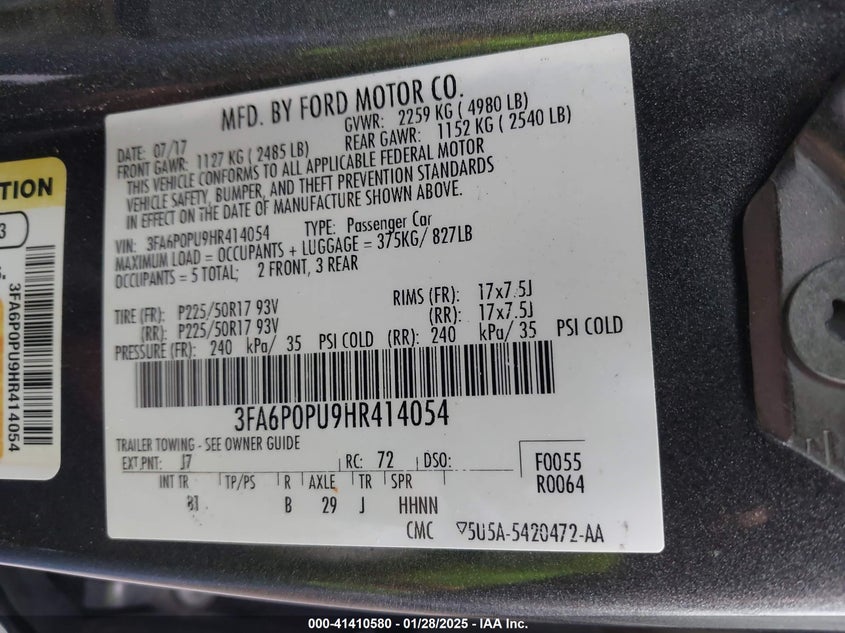 MFD. BY FORD MOTOR CO.
DATE: 07/17 GVWR: 2259 KG ( 4980 LB)
FRONT GAWR: 1127 KG ( 2485 LB) REAR GAWR: 1152 KG ( 2540 LB)
THIS VEHICLE CONFORMS TO ALL APPLICABLE FEDERAL MOTOR
VEHICLE SAFETY, BUMPER, AND THEFT PREVENTION STANDARDS
IN EFFECT ON THE DATE OF MANUFACTURE SHOWN ABOVE.
VIN: 3FA6P0PU9HR414054 TYPE: Passenger Car
MAXIMUM LOAD = OCCUPANTS + LUGGAGE = 375KG/ 827LB
OCCUPANTS = 5 TOTAL; 2 FRONT, 3 REAR
TIRE (FR): P225/50R17 93V RIMS (FR): 17x7.5J
(RR): P225/50R17 93V (RR): 17x7.5J
PRESSURE (FR): 240 kPa/ 35 PSI COLD (RR): 240 kPa/ 35 PSI COLD
3FA6P0PU9HR414054
TRAILER TOWING - SEE OWNER GUIDE
EXT PNT: J7 RC: 72 DSO: F0055
INT TR TP/PS R AXLE TR SPR R0064
B 29 J HHNN
CMC 5U5A-5420472-AA
TION
3
S.
3FA6P0PU9HR414054
000-41410580 - 01/28/2025 - IAA Inc.